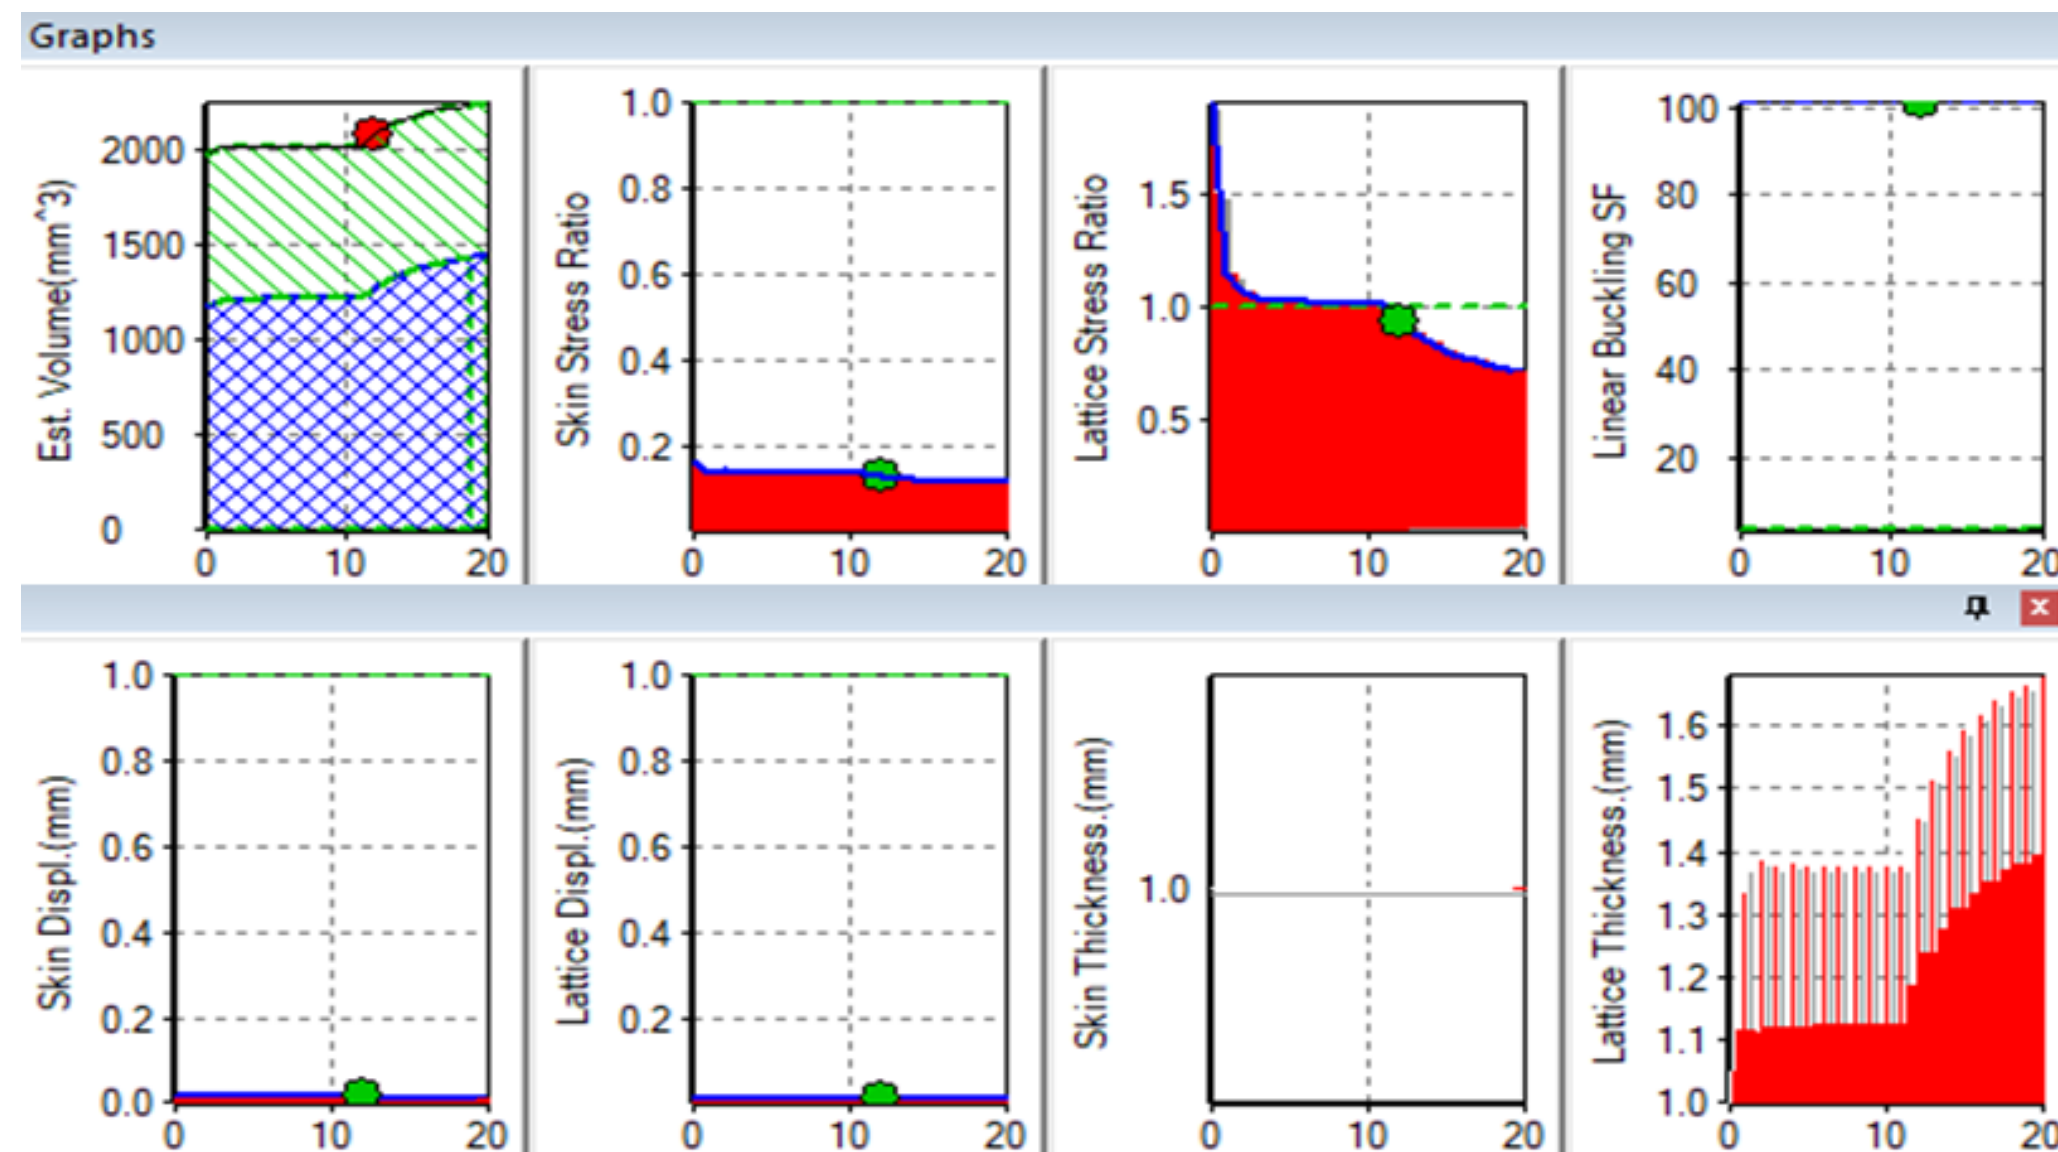 Graphs
Est. Volume(mm^3)
2000
1500
1000
500
0
0 10 20
Skin Stress Ratio
1.0
0.8
0.6
0.4
0.2
0 10 20
Lattice Stress Ratio
1.5
1.0
0.5
0 10 20
Linear Buckling SF
100
80
60
40
20
0 10 20
Skin Displ.(mm)
1.0
0.8
0.6
0.4
0.2
0.0
0 10 20
Lattice Displ.(mm)
1.0
0.8
0.6
0.4
0.2
0 10 20
Skin Thickness.(mm)
1.0
0 10 20
Lattice Thickness.(mm)
1.6
1.5
1.4
1.3
1.2
1.1
1.0
0 10 20